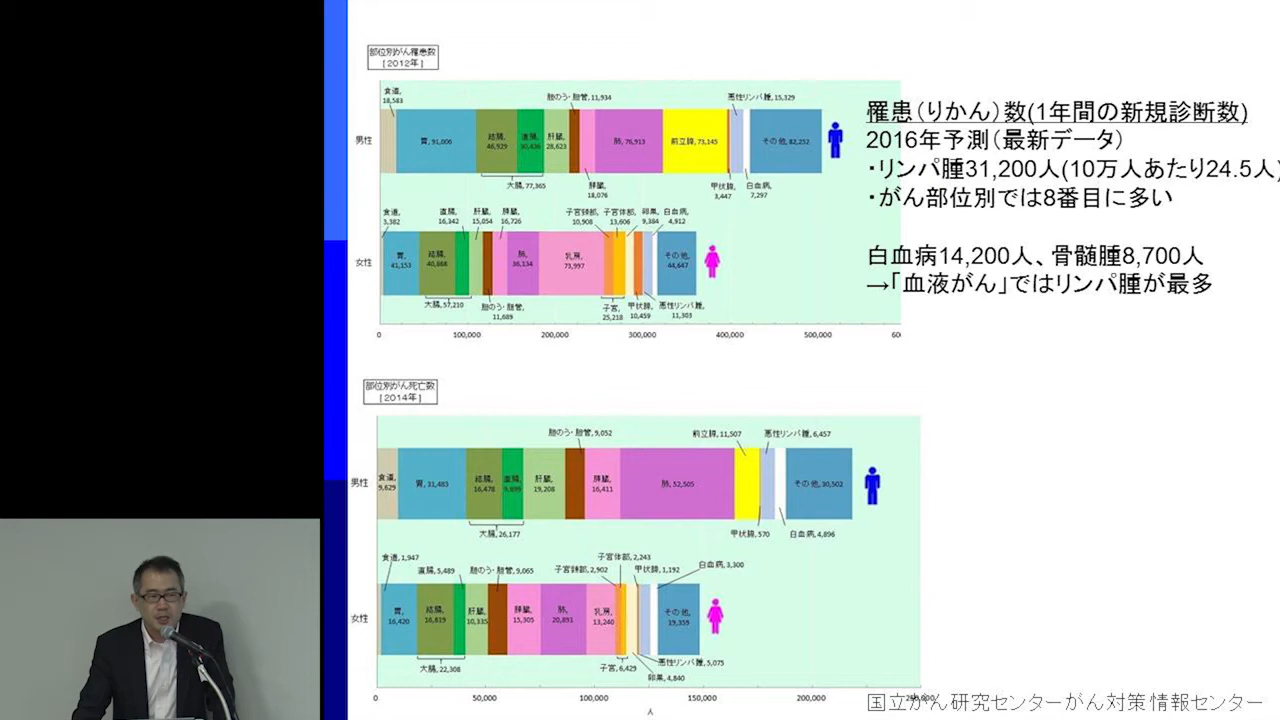 部位別がん罹患数
[2012年]
食道,
18,583
胆のう・胆管, 11,934
悪性リンパ腫, 15,329
男性
胃, 91,006
結腸,
46,929
直腸,
30,436
肝臓,
28,623
肺, 76,913
前立腺, 73,145
その他, 82,252
大腸, 77,365
膵臓,
18,076
甲状腺,
3,447
白血病,
7,297
食道,
3,382
直腸,
16,342
肝臓,
15,054
膵臓,
16,726
子宮頸部,
10,908
子宮体部,
13,606
卵巣,
9,384
白血病,
4,912
女性
胃,
41,153
結腸,
40,868
肺,
36,134
乳房,
73,997
その他,
44,647
大腸, 57,210
胆のう・胆管,
11,689
子宮,
25,218
甲状腺,
10,459
悪性リンパ腫,
11,303
0
100,000
200,000
300,000
400,000
500,000
罹患(りかん)数(1年間の新規診断数)
2016年予測(最新データ)
・リンパ腫31,200人(10万人あたり24.5人
・がん部位別では8番目に多い
白血病14,200人、骨髄腫8,700人
→「血液がん」ではリンパ腫が最多
部位別がん死亡数
[2014年]
胆のう・胆管, 9,052
前立腺, 11,507
悪性リンパ腫, 6,457
男性
食道,
9,629
胃, 31,483
結腸,
16,478
直腸,
9,699
肝臓,
19,208
膵臓,
16,411
肺, 52,505
その他, 30,502
大腸, 26,177
甲状腺, 570
白血病, 4,896
食道, 1,947
直腸, 5,489
胆のう・胆管, 9,065
子宮体部, 2,243
子宮頸部, 2,902
甲状腺, 1,192
白血病, 3,300
女性
胃,
16,420
結腸,
16,819
肝臓,
10,335
膵臓,
15,305
肺,
20,891
乳房,
13,240
その他,
19,359
大腸, 22,308
子宮, 6,429
悪性リンパ腫, 5,075
卵巣, 4,840
0
50,000
100,000
150,000
200,000
人
国立がん研究センターがん対策情報センター